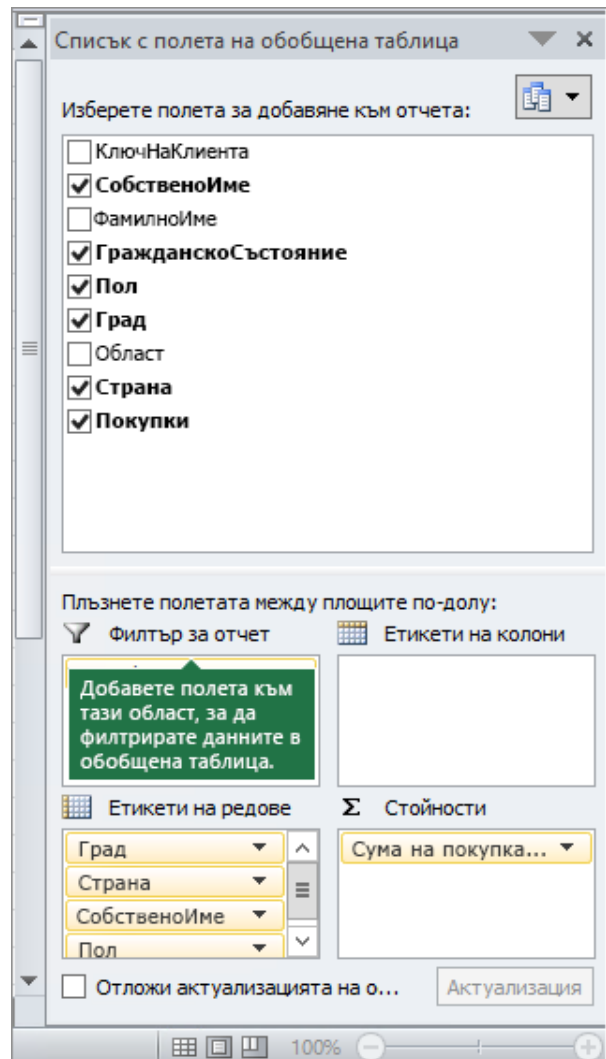 Списък с полета на обобщена таблица
Изберете полета за добавяне към отчета:
КлючНаКлиента
СобственоИме
ФамилноИме
ГражданскоСъстояние
Пол
Град
Област
Страна
Покупки
Плъзнете полетата между площите по-долу:
Филтър за отчет
Етикети на колони
Добавете полета към
тази област, за да
филтрирате данните в
обобщена таблица.
Етикети на редове
Σ Стойности
Град
Страна
СобственоИме
Пол
Сума на покупка...
Отложи актуализацията на о...
Актуализация
100%